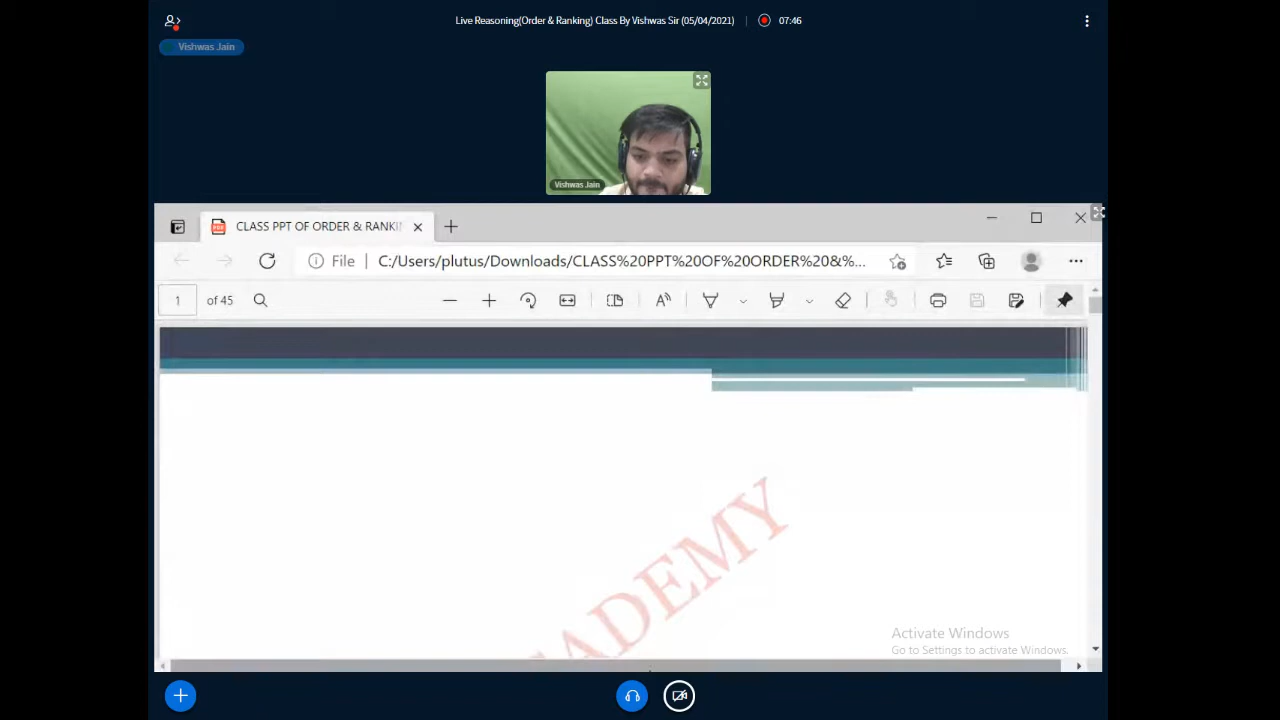 Live Reasoning(Order & Ranking) Class By Vishwas Sir (05/04/2021)
07:46
Vishwas Jain
Vishwas Jain
CLASS PPT OF ORDER & RANKIN
File
C:/Users/plutus/Downloads/CLASS%20PPT%20OF%20ORDER%20&%...
1 of 45
ADEMY
Activate Windows
Go to Settings to activate Windows.